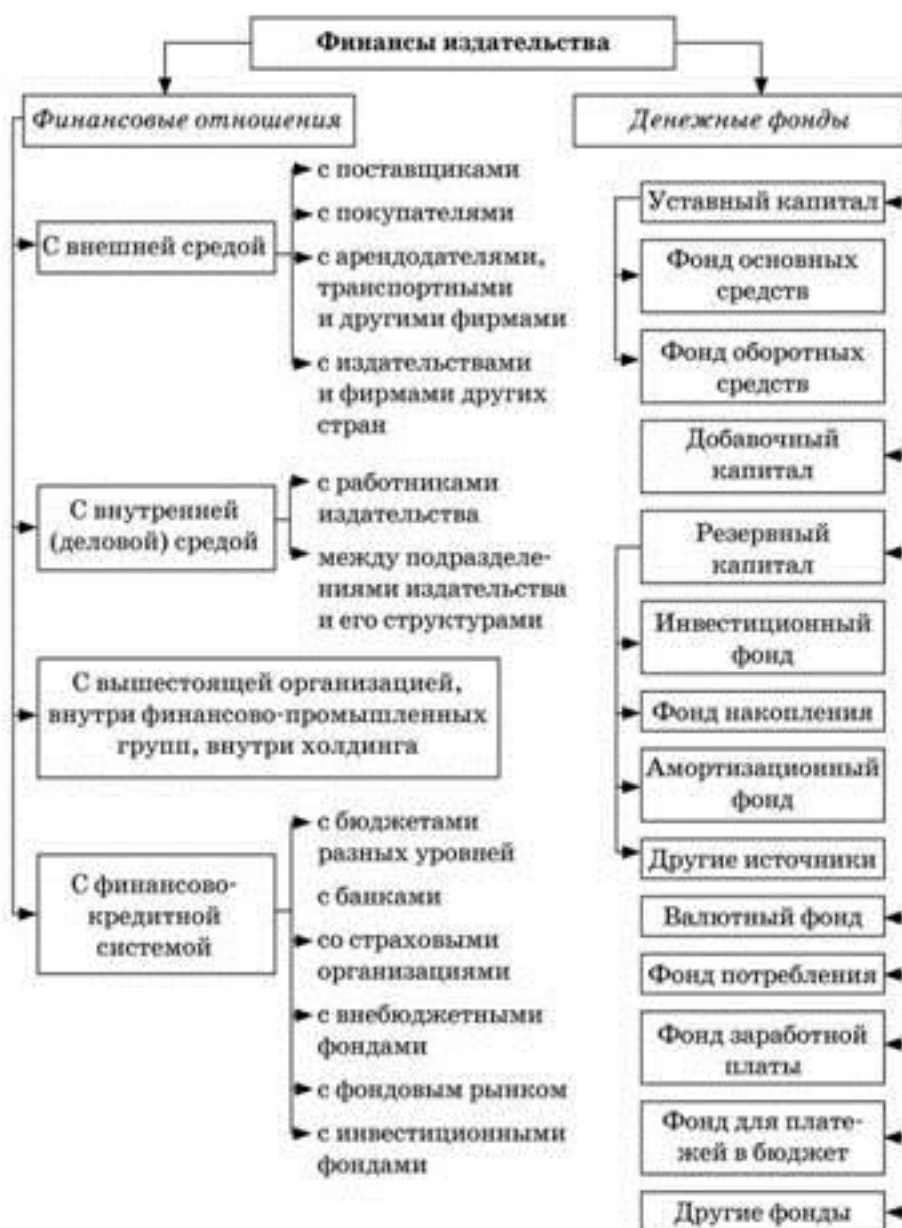 Финансы издательства
Финансовые отношения
С внешней средой
с поставщиками
с покупателями
с арендодателями,
транспортными
и другими фирмами
с издательствами
и фирмами других
стран
С внутренней
(деловой) средой
с работниками
издательства
между подразделе-
ниями издательства
и его структурами
С вышестоящей организацией,
внутри финансово-промышленных
групп, внутри холдинга
С финансово-
кредитной
системой
с бюджетами
разных уровней
с банками
со страховыми
организациями
с внебюджетными
фондами
с фондовым рынком
с инвестиционными
фондами
Денежные фонды
Уставный капитал
Фонд основных
средств
Фонд оборотных
средств
Добавочный
капитал
Резервный
капитал
Инвестиционный
фонд
Фонд накопления
Амортизационный
фонд
Другие источники
Валютный фонд
Фонд потребления
Фонд заработной
платы
Фонд для плате-
жей в бюджет
Другие фонды